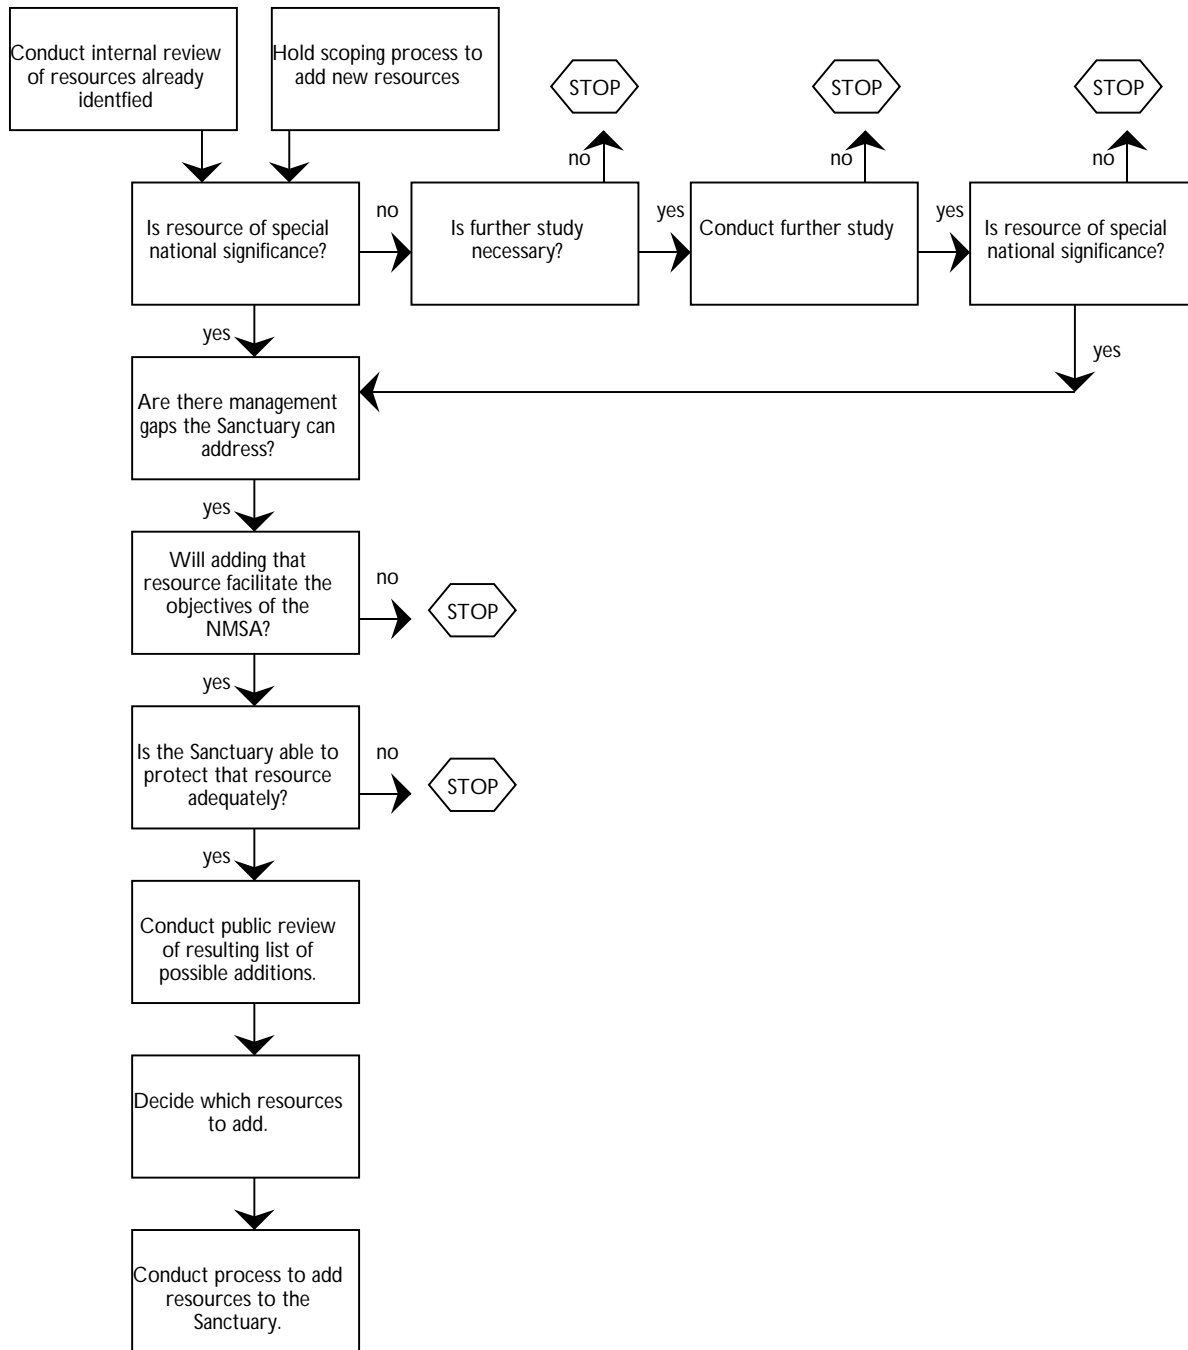 Conduct internal review
of resources already
identfied
Hold scoping process to
add new resources
STOP
STOP
STOP
no
no
no
Is resource of special
national significance?
no
Is further study
necessary?
yes
Conduct further study
yes
Is resource of special
national significance?
yes
yes
Are there management
gaps the Sanctuary can
address?
yes
Will adding that
resource facilitate the
objectives of the
NMSA?
no
STOP
yes
Is the Sanctuary able to
protect that resource
adequately?
no
STOP
yes
Conduct public review
of resulting list of
possible additions.
Decide which resources
to add.
Conduct process to add
resources to the
Sanctuary.